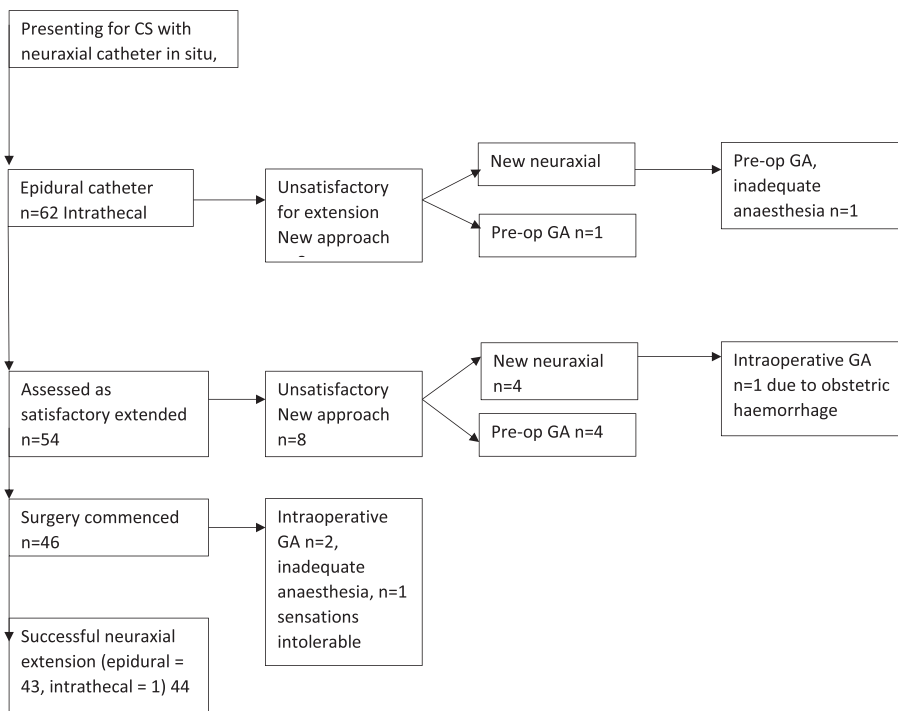 Presenting for CS with
neuraxial catheter in situ,
Epidural catheter
n=62 Intrathecal
Unsatisfactory
for extension
New approach
New neuraxial
Pre-op GA n=1
Pre-op GA,
inadequate
anaesthesia n=1
Assessed as
satisfactory extended
n=54
Unsatisfactory
New approach
n=8
New neuraxial
n=4
Pre-op GA n=4
Intraoperative GA
n=1 due to obstetric
haemorrhage
Surgery commenced
n=46
Intraoperative
GA n=2,
inadequate
anaesthesia, n=1
sensations
intolerable
Successful neuraxial
extension (epidural =
43, intrathecal = 1) 44